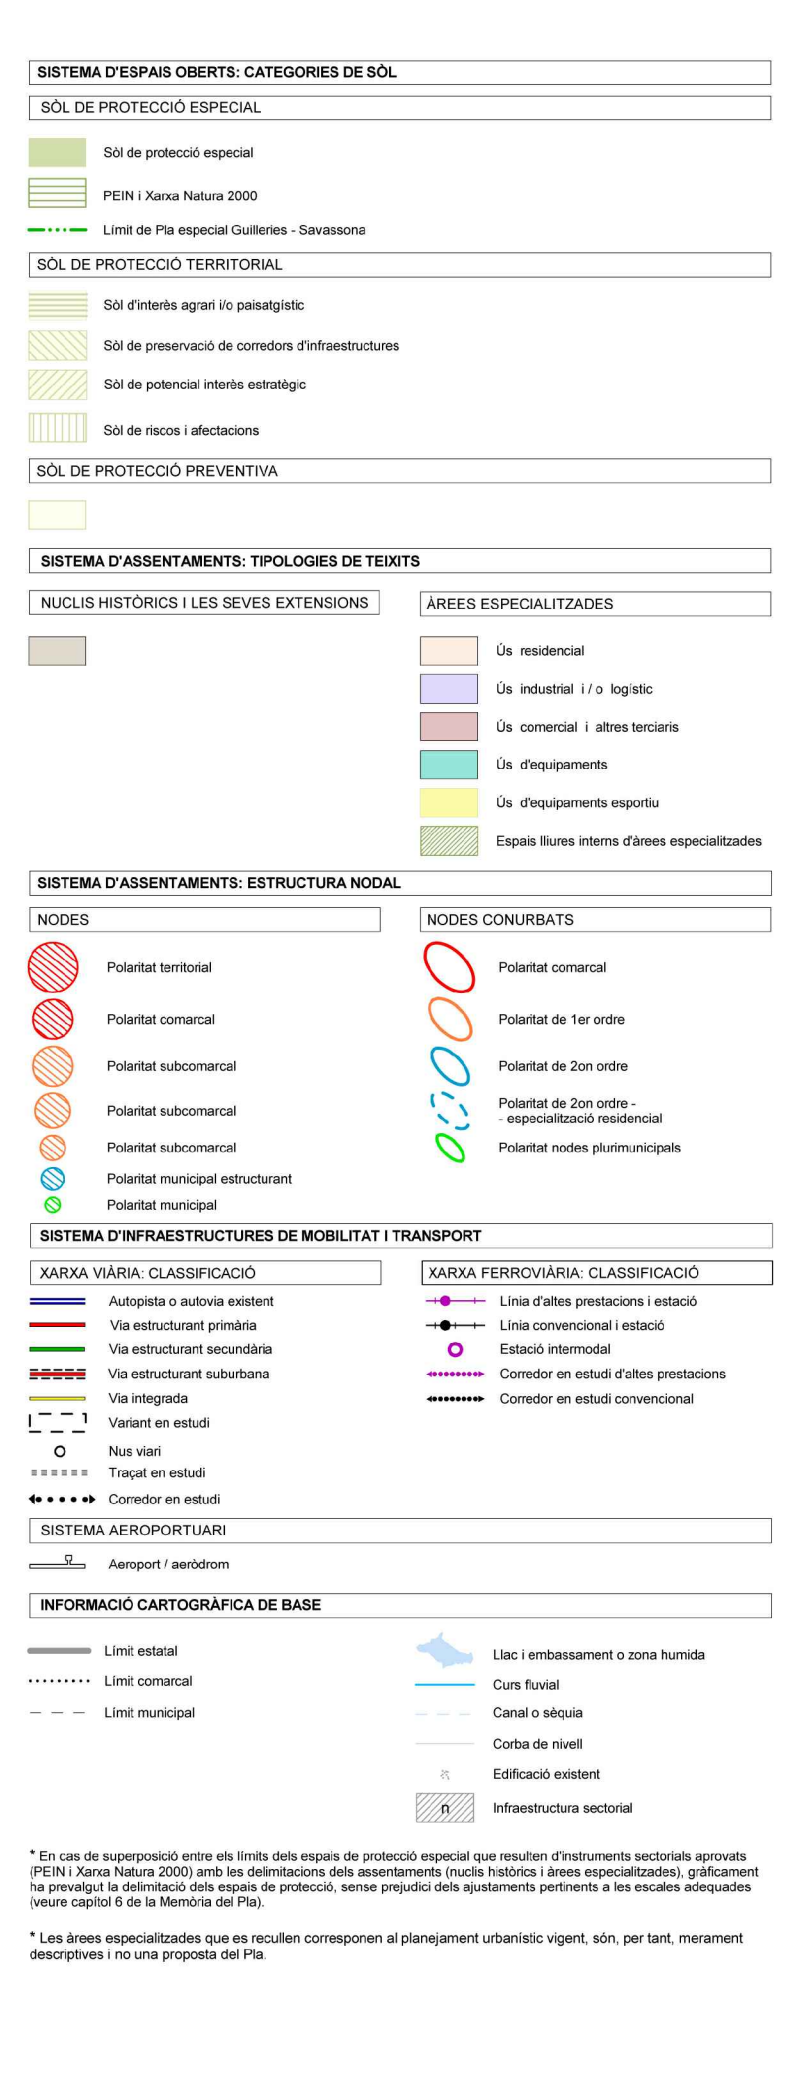 SISTEMA D'ESPAIS OBERTS: CATEGORIES DE SÒL
SÒL DE PROTECCIÓ ESPECIAL
Sòl de protecció especial
PEIN i Xarxa Natura 2000
Límit de Pla especial Guilleries - Savassona
SÒL DE PROTECCIÓ TERRITORIAL
Sòl d'interès agrari i/o paisatgístic
Sòl de preservació de corredors d'infraestructures
Sòl de potencial interès estratègic
Sòl de riscos i afectacions
SÒL DE PROTECCIÓ PREVENTIVA
SISTEMA D'ASSENTAMENTS: TIPOLOGIES DE TEIXITS
NUCLIS HISTÒRICS I LES SEVES EXTENSIONS
ÀREES ESPECIALITZADES
Ús residencial
Ús industrial i / o logístic
Ús comercial i altres terciaris
Ús d'equipaments
Ús d'equipaments esportiu
Espais lliures interns d'àrees especialitzades
SISTEMA D'ASSENTAMENTS: ESTRUCTURA NODAL
NODES
Polaritat territorial
Polaritat comarcal
Polaritat subcomarcal
Polaritat subcomarcal
Polaritat subcomarcal
Polaritat municipal estructurant
Polaritat municipal
NODES CONURBATS
Polaritat comarcal
Polaritat de 1er ordre
Polaritat de 2on ordre
Polaritat de 2on ordre -
- especialització residencial
Polaritat nodes plurimunicipals
SISTEMA D'INFRAESTRUCTURES DE MOBILITAT I TRANSPORT
XARXA VIÀRIA: CLASSIFICACIÓ
Autopista o autovia existent
Via estructurant primària
Via estructurant secundària
Via estructurant suburbana
Via integrada
Variant en estudi
Nus viari
Traçat en estudi
Corredor en estudi
XARXA FERROVIÀRIA: CLASSIFICACIÓ
Línia d'altes prestacions i estació
Línia convencional i estació
Estació intermodal
Corredor en estudi d'altes prestacions
Corredor en estudi convencional
SISTEMA AEROPORTUARI
Aeroport / aeròdrom
INFORMACIÓ CARTOGRÀFICA DE BASE
Límit estatal
Límit comarcal
Límit municipal
Llac i embassament o zona humida
Curs fluvial
Canal o sèquia
Corba de nivell
Edificació existent
n Infraestructura sectorial
* En cas de superposició entre els límits dels espais de protecció especial que resulten d'instruments sectorials aprovats
(PEIN i Xarxa Natura 2000) amb les delimitacions dels assentaments (nuclis històrics i àrees especialitzades), gràficament
ha prevalgut la delimitació dels espais de protecció, sense prejudici dels ajustaments pertinents a les escales adequades
(veure capítol 6 de la Memòria del Pla).
* Les àrees especialitzades que es recullen corresponen al planejament urbanístic vigent, són, per tant, merament
descriptives i no una proposta del Pla.